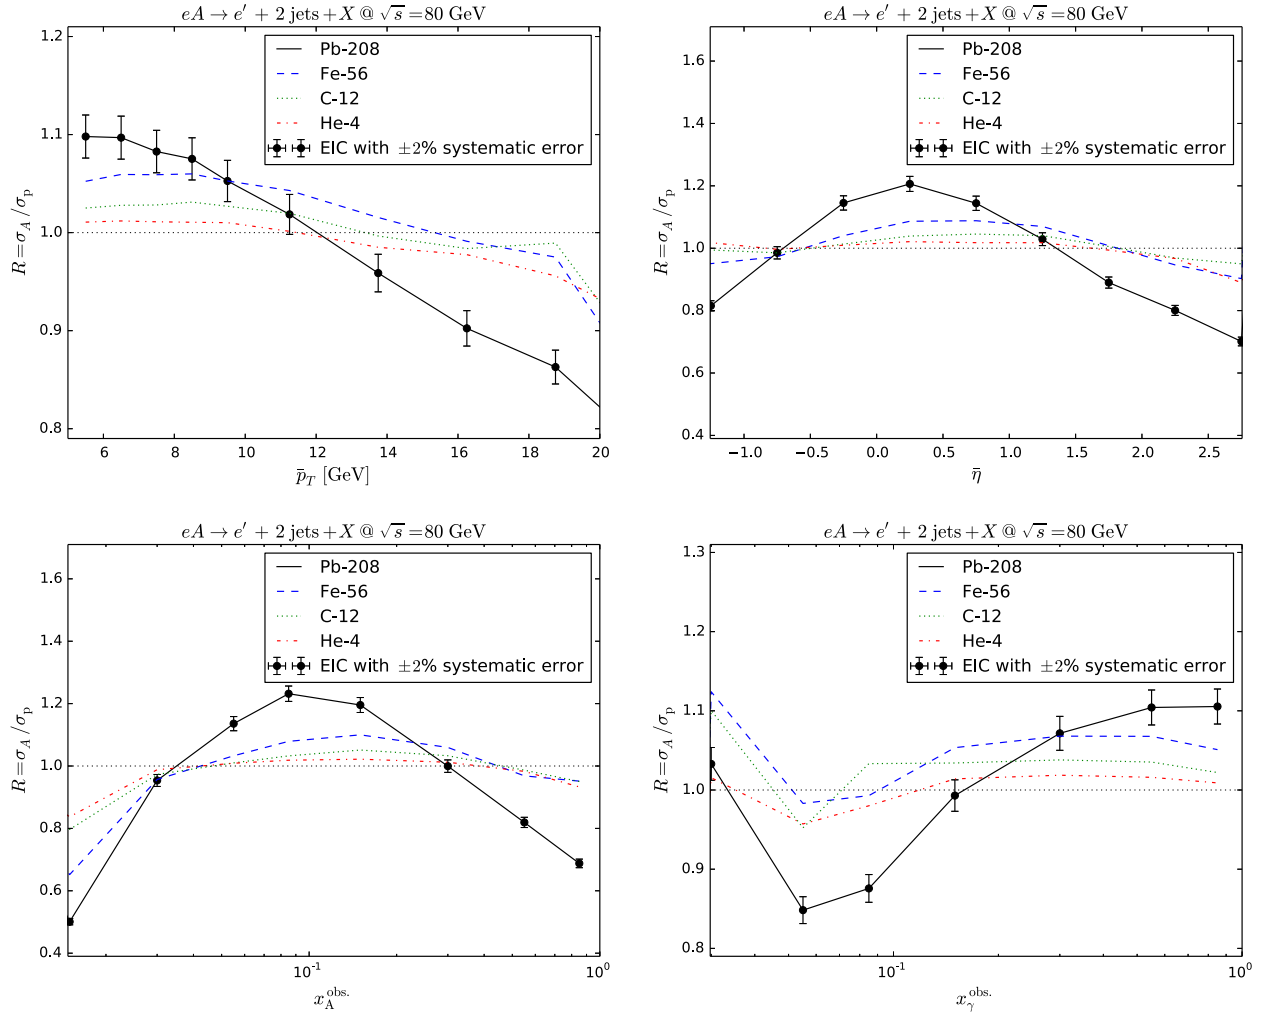 eA → e′ + 2 jets + X @ √s = 80 GeV
Pb-208
Fe-56
C-12
He-4
EIC with ±2% systematic error
R = σ_A / σ_p
1.2
1.1
1.0
0.9
0.8
6 8 10 12 14 16 18 20
p̄_T [GeV]
eA → e′ + 2 jets + X @ √s = 80 GeV
Pb-208
Fe-56
C-12
He-4
EIC with ±2% systematic error
R = σ_A / σ_p
1.6
1.4
1.2
1.0
0.8
0.6
0.4
−1.0 −0.5 0.0 0.5 1.0 1.5 2.0 2.5
η̄
eA → e′ + 2 jets + X @ √s = 80 GeV
Pb-208
Fe-56
C-12
He-4
EIC with ±2% systematic error
R = σ_A / σ_p
1.6
1.4
1.2
1.0
0.8
0.6
0.4
10^-1 10^0
x_A^obs.
eA → e′ + 2 jets + X @ √s = 80 GeV
Pb-208
Fe-56
C-12
He-4
EIC with ±2% systematic error
R = σ_A / σ_p
1.3
1.2
1.1
1.0
0.9
0.8
10^-1 10^0
x_γ^obs.